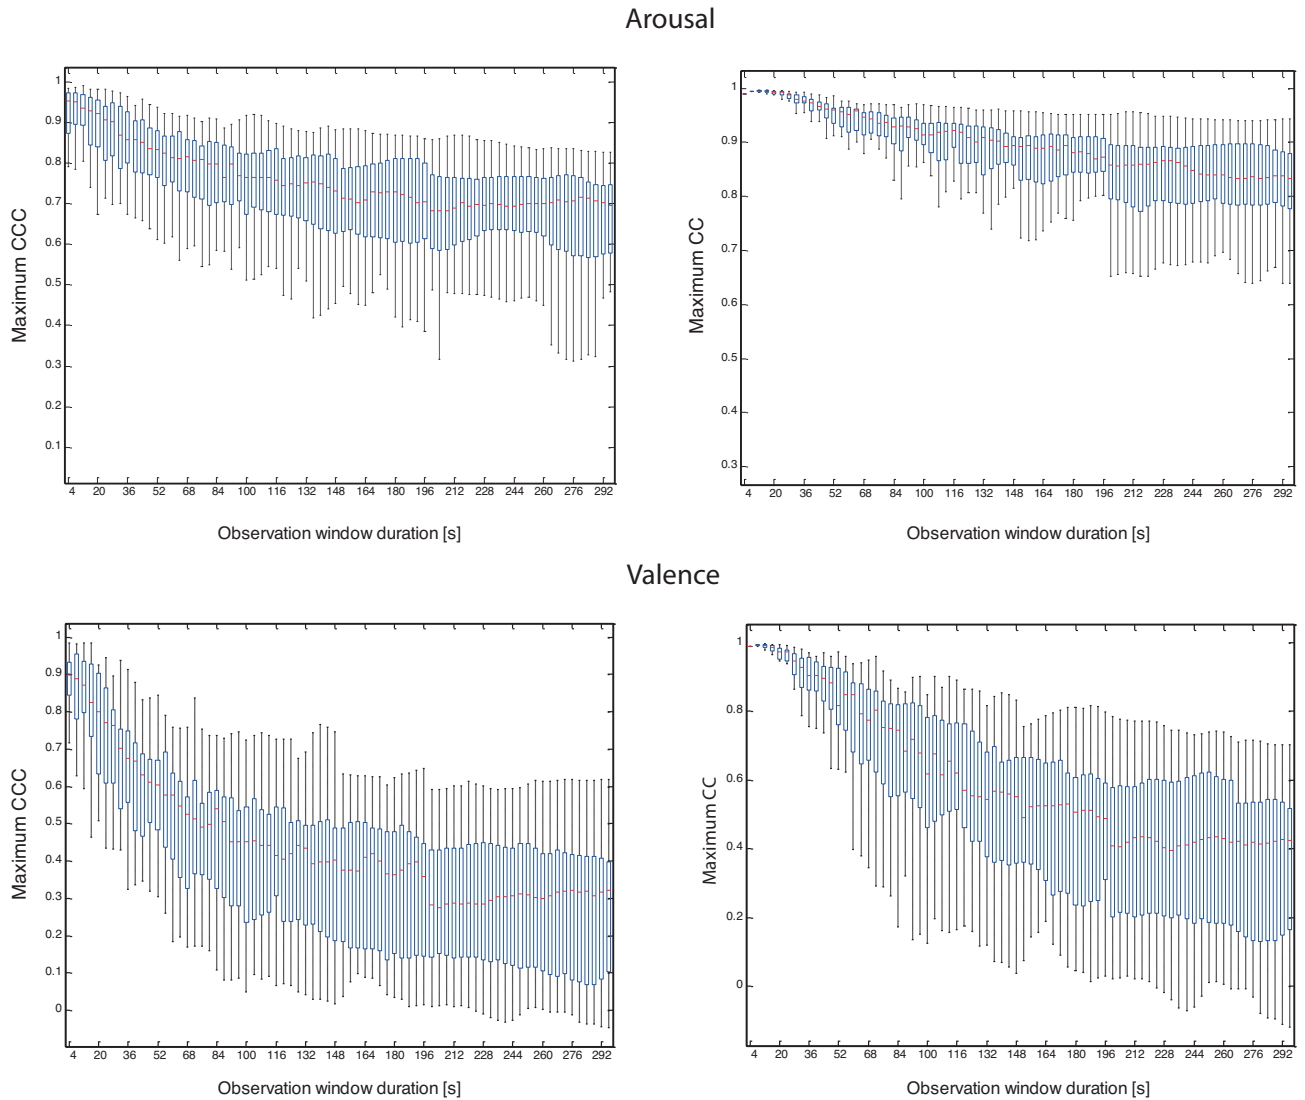 Arousal
Maximum CCC
1
0.9
0.8
0.7
0.6
0.5
0.4
0.3
0.2
0.1
4 20 36 52 68 84 100 116 132 148 164 180 196 212 228 244 260 276 292
Observation window duration [s]
Maximum CC
1
0.9
0.8
0.7
0.6
0.5
0.4
0.3
4 20 36 52 68 84 100 116 132 148 164 180 196 212 228 244 260 276 292
Observation window duration [s]
Valence
Maximum CCC
1
0.9
0.8
0.7
0.6
0.5
0.4
0.3
0.2
0.1
0
4 20 36 52 68 84 100 116 132 148 164 180 196 212 228 244 260 276 292
Observation window duration [s]
Maximum CC
1
0.8
0.6
0.4
0.2
0
4 20 36 52 68 84 100 116 132 148 164 180 196 212 228 244 260 276 292
Observation window duration [s]